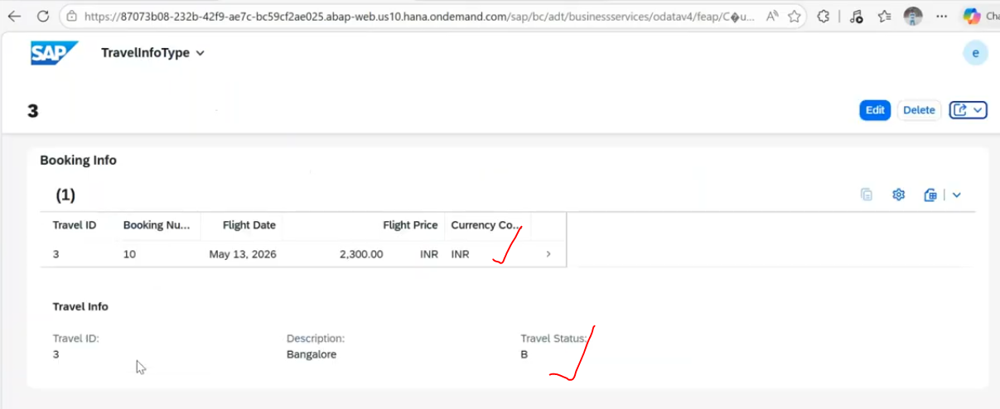 https://87073b08-232b-42f9-ae7c-bc59cf2ae025.abap-web.us10.hana.ondemand.com/sap/bc/adt/businessservices/odatav4/feap/C�u...
Cha
SAP TravelInfoType
e
3
Edit Delete
Booking Info
(1)
Travel ID Booking Nu... Flight Date Flight Price Currency Co...
3 10 May 13, 2026 2,300.00 INR INR
Travel Info
Travel ID: Description: Travel Status:
3 Bangalore B